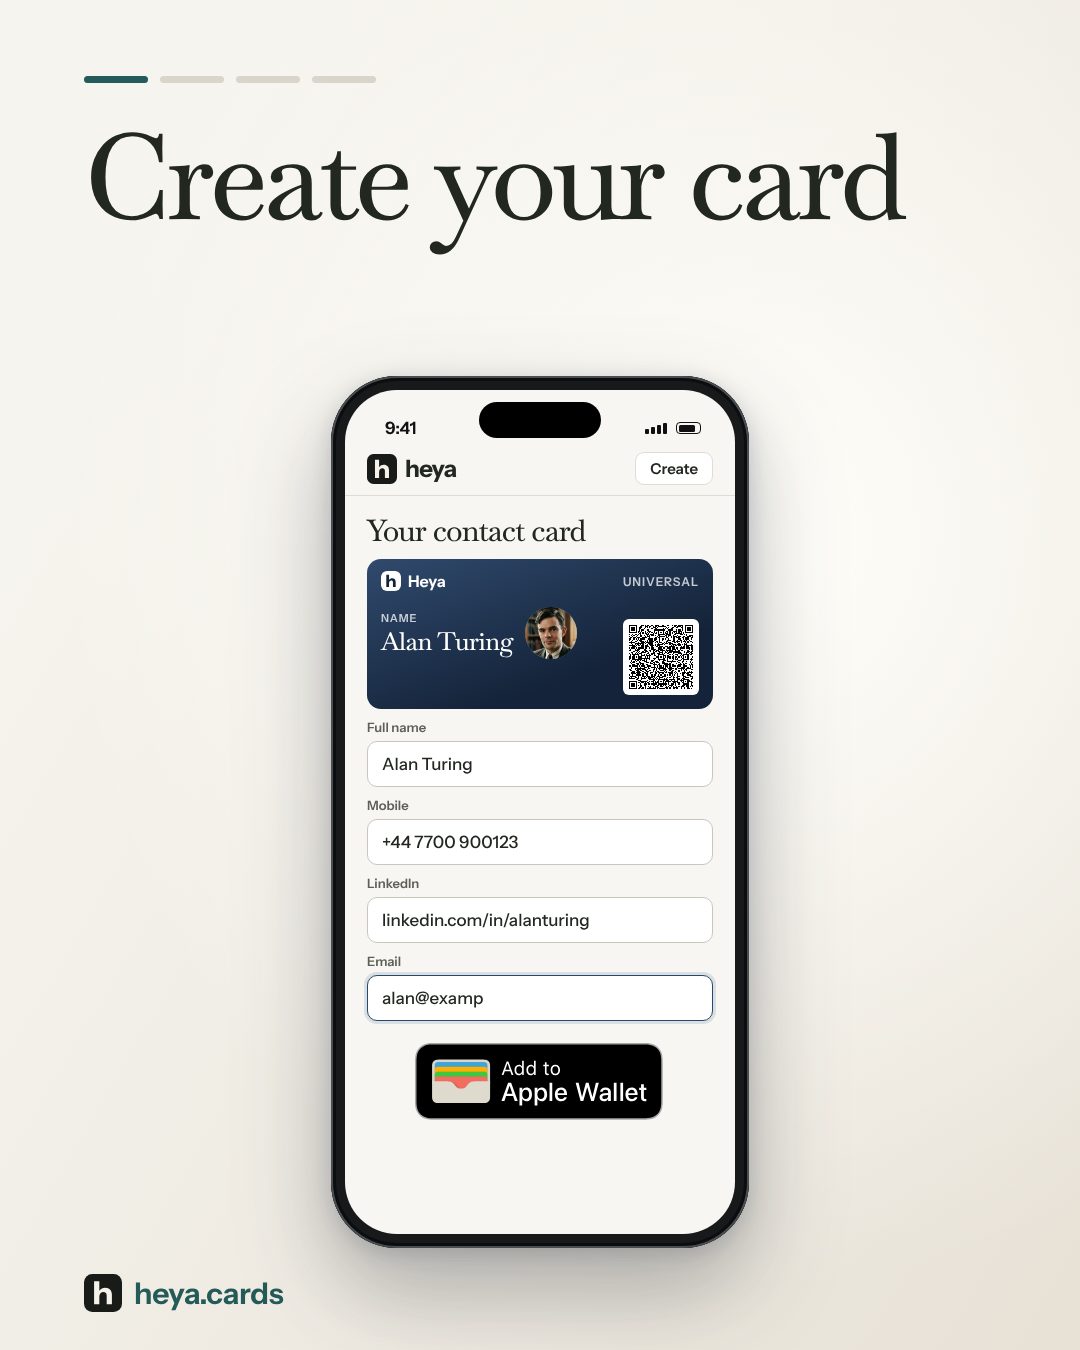 Create your card
9:41
h heya
Create
Your contact card
h Heya
UNIVERSAL
NAME
Alan Turing
Full name
Alan Turing
Mobile
+44 7700 900123
LinkedIn
linkedin.com/in/alanturing
Email
alan@examp
Add to
Apple Wallet
h heya.cards